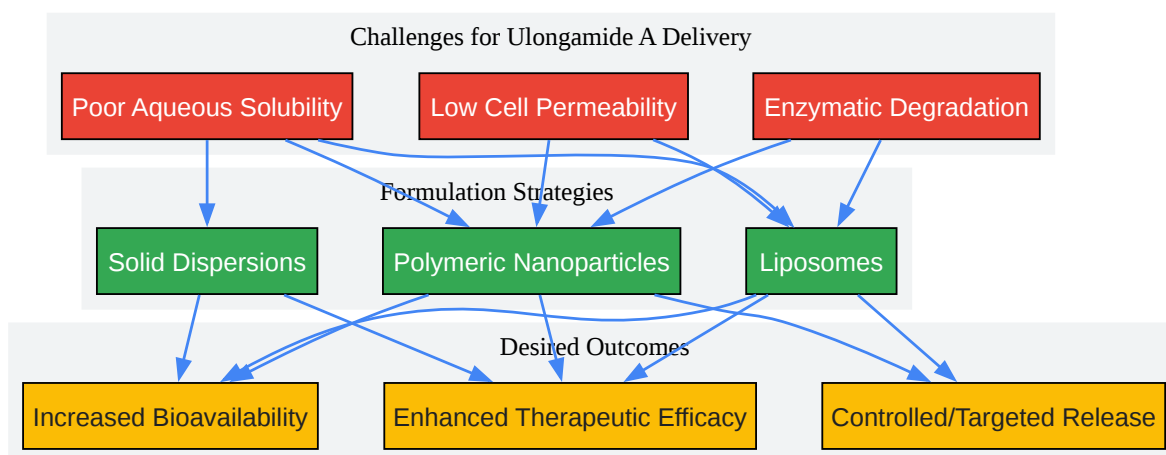 Challenges for Ulongamide A Delivery
Poor Aqueous Solubility
Low Cell Permeability
Enzymatic Degradation
Formulation Strategies
Solid Dispersions
Polymeric Nanoparticles
Liposomes
Desired Outcomes
Increased Bioavailability
Enhanced Therapeutic Efficacy
Controlled/Targeted Release